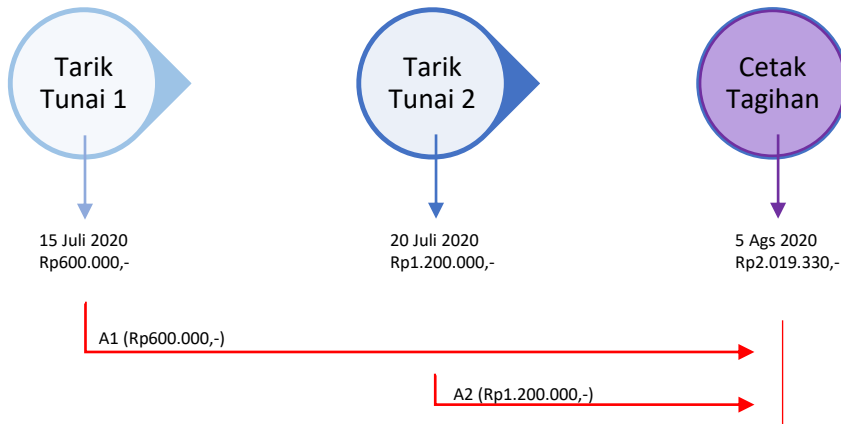 Tarik
Tunai 1
Tarik
Tunai 2
Cetak
Tagihan
15 Juli 2020
Rp600.000,-
20 Juli 2020
Rp1.200.000,-
5 Ags 2020
Rp2.019.330,-
A1 (Rp600.000,-)
A2 (Rp1.200.000,-)